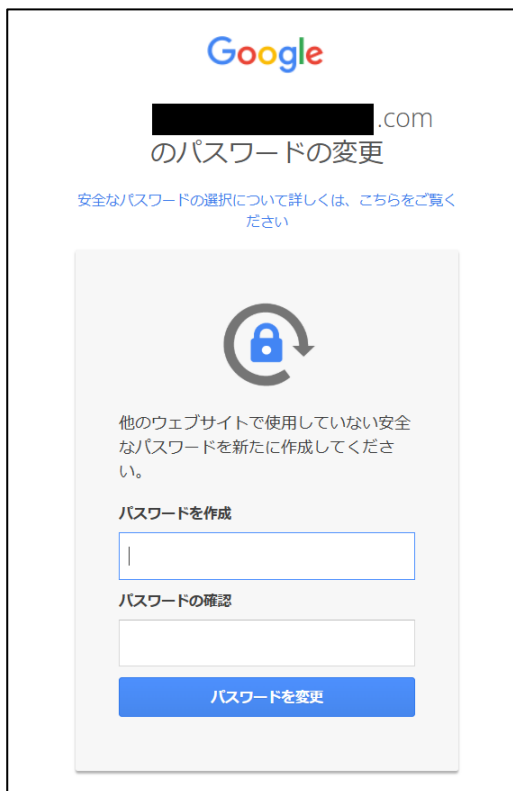 Google
.com
のパスワードの変更
安全なパスワードの選択について詳しくは、こちらをご覧く
ださい
他のウェブサイトで使用していない安全
なパスワードを新たに作成してくださ
い。
パスワードを作成
パスワードの確認
パスワードを変更